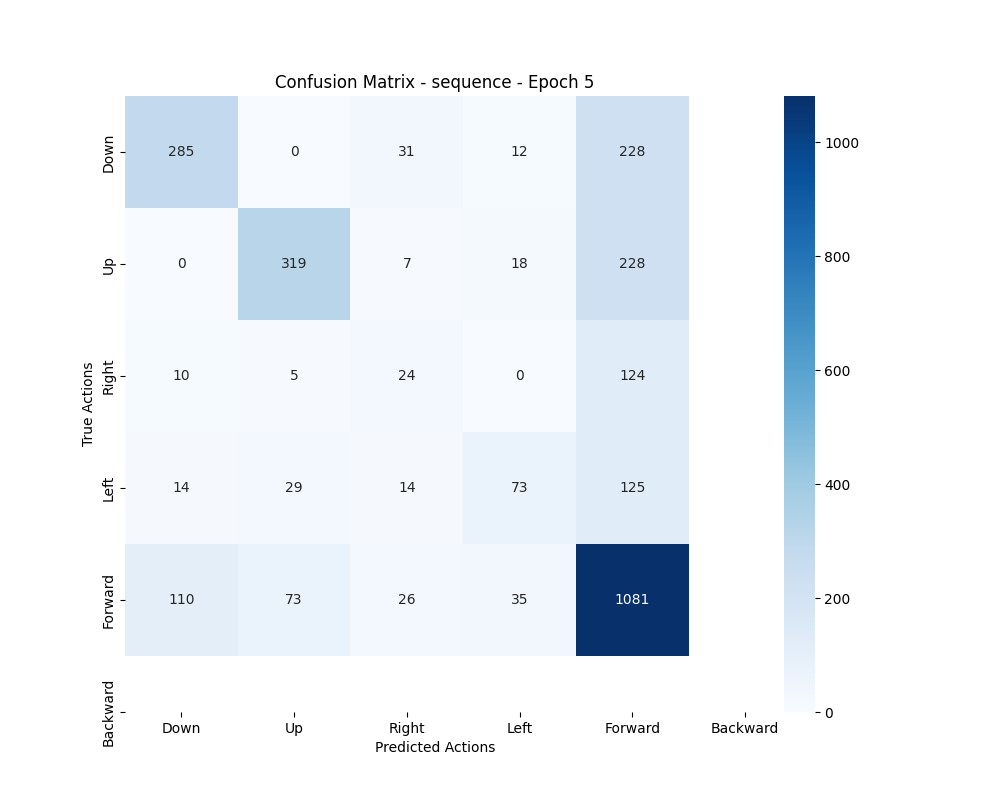 Confusion Matrix - sequence - Epoch 5
True Actions
Down 285 0 31 12 228
Up 0 319 7 18 228
Right 10 5 24 0 124
Left 14 29 14 73 125
Forward 110 73 26 35 1081
Backward
Down Up Right Left Forward Backward
Predicted Actions
1000
800
600
400
200
0